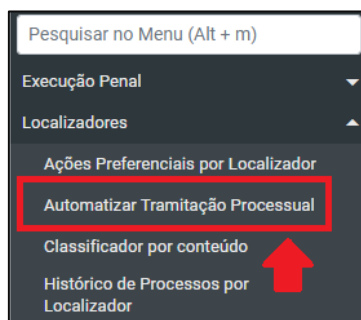 Pesquisar no Menu (Alt + m)
Execução Penal
Localizadores
Ações Preferenciais por Localizador
Automatizar Tramitação Processual
Classificador por conteúdo
Histórico de Processos por
Localizador